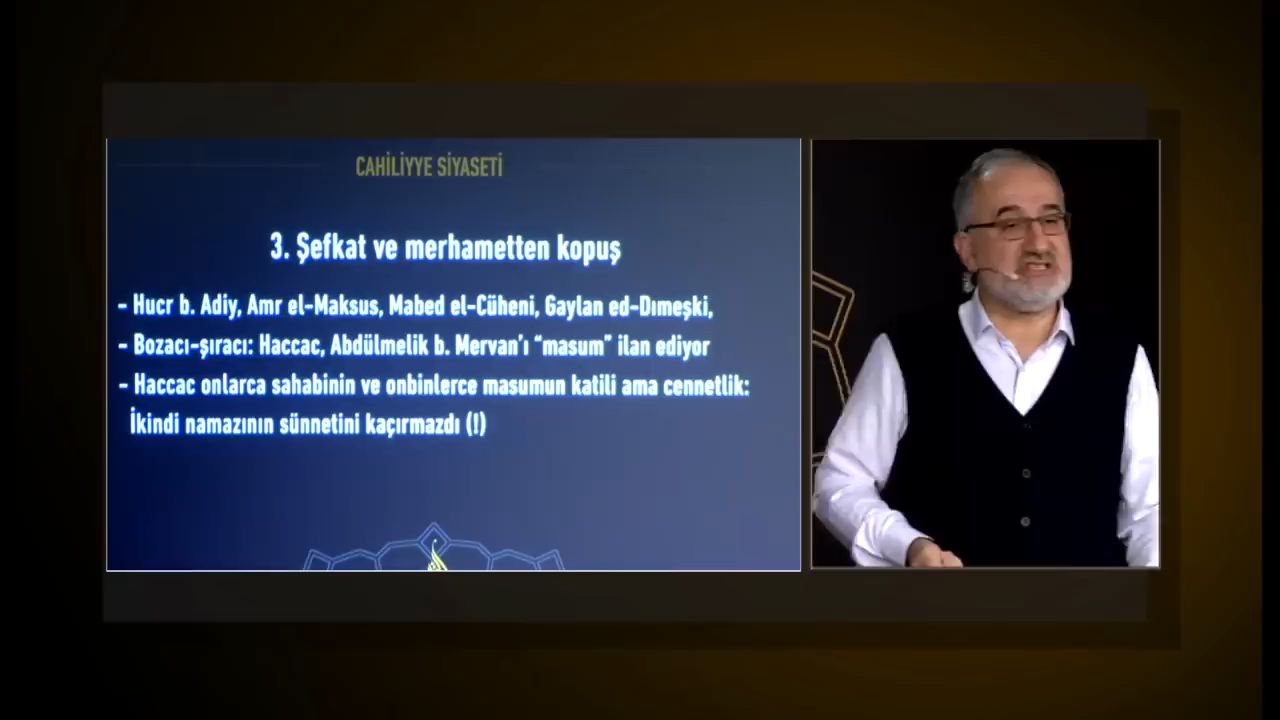 CAHİLİYYE SİYASETİ
3. Şefkat ve merhametten kopuş
- Hucr b. Adiy, Amr el-Maksus, Mabed el-Cüheni, Gaylan ed-Dımeşki,
- Bozacı-şıracı: Haccac, Abdülmelik b. Mervan’ı “masum” ilan ediyor
- Haccac onlarca sahabinin ve onbinlerce masumun katili ama cennetlik:
İkindi namazının sünnetini kaçırmazdı (!)